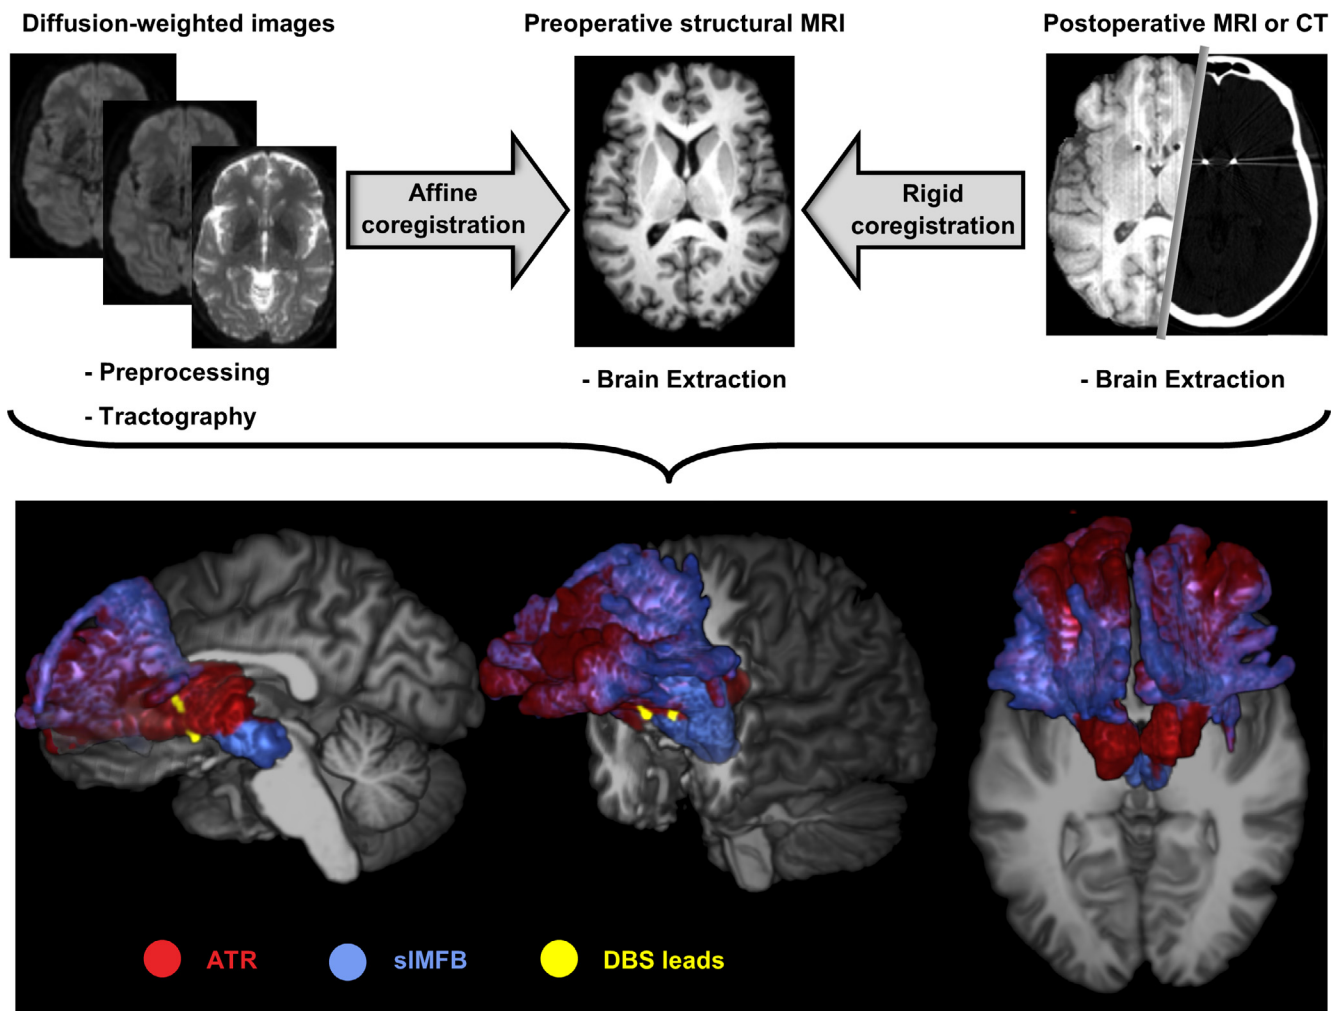 Diffusion-weighted images
Preoperative structural MRI
Postoperative MRI or CT
Affine
coregistration
Rigid
coregistration
- Preprocessing
- Tractography
- Brain Extraction
- Brain Extraction
ATR
slMFB
DBS leads